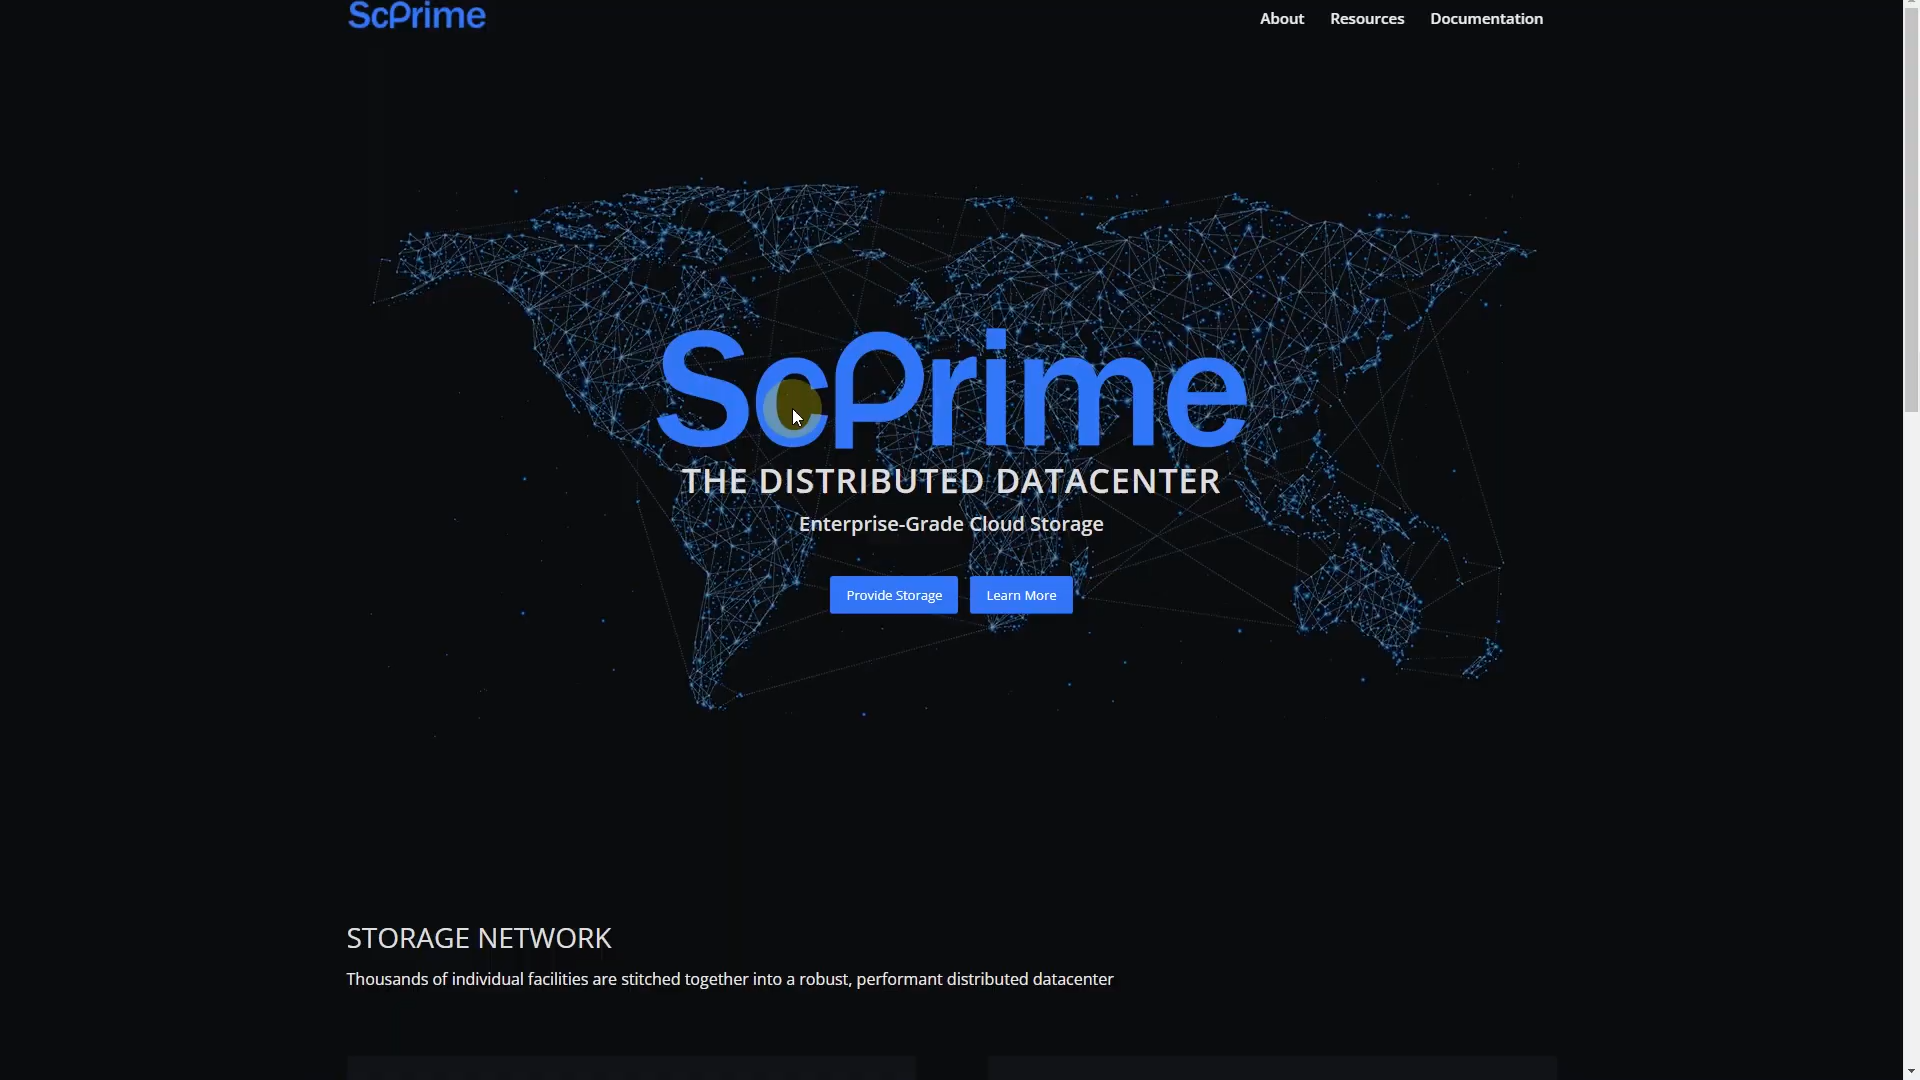 ScPrime
About
Resources
Documentation
ScPrime
THE DISTRIBUTED DATACENTER
Enterprise-Grade Cloud Storage
Provide Storage
Learn More
STORAGE NETWORK
Thousands of individual facilities are stitched together into a robust, performant distributed datacenter